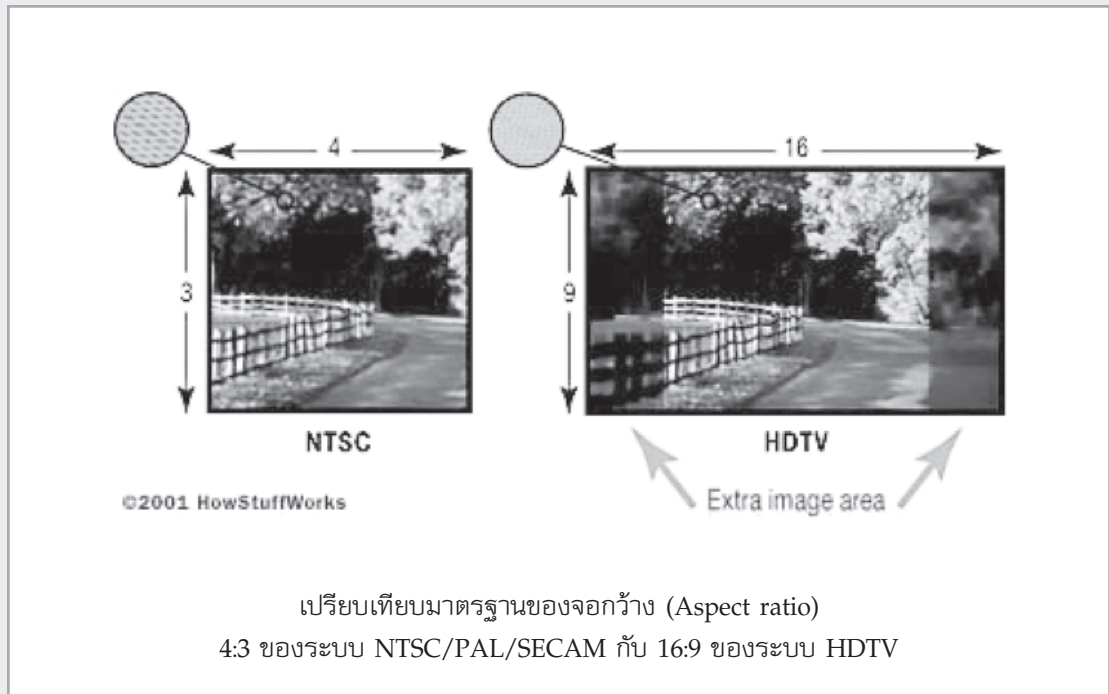 4
16
3
9
NTSC
HDTV
©2001 HowStuffWorks
Extra image area
เปรียบเทียบมาตรฐานของจอกว้าง (Aspect ratio)
4:3 ของระบบ NTSC/PAL/SECAM กับ 16:9 ของระบบ HDTV